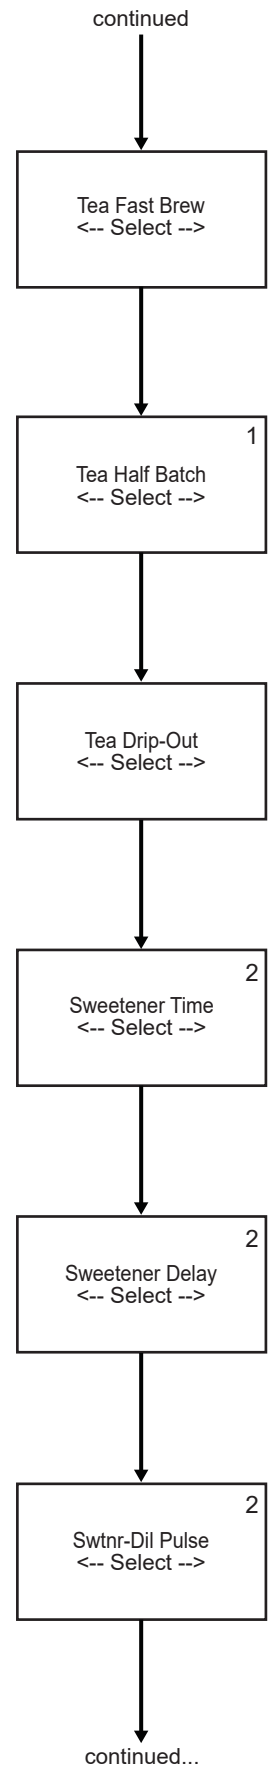 continued
Tea Fast Brew
<-- Select -->
1
Tea Half Batch
<-- Select -->
Tea Drip-Out
<-- Select -->
2
Sweetener Time
<-- Select -->
2
Sweetener Delay
<-- Select -->
2
Swtnr-Dil Pulse
<-- Select -->
continued...